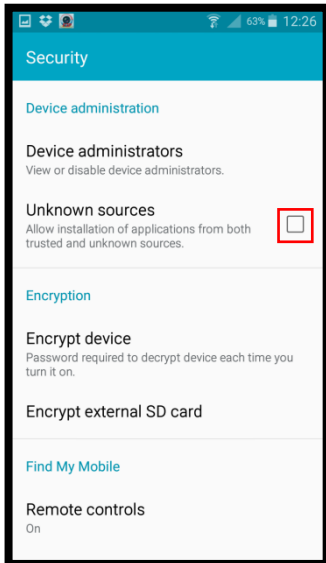 63% 12:26
Security
Device administration
Device administrators
View or disable device administrators.
Unknown sources
Allow installation of applications from both
trusted and unknown sources.
Encryption
Encrypt device
Password required to decrypt device each time you
turn it on.
Encrypt external SD card
Find My Mobile
Remote controls
On